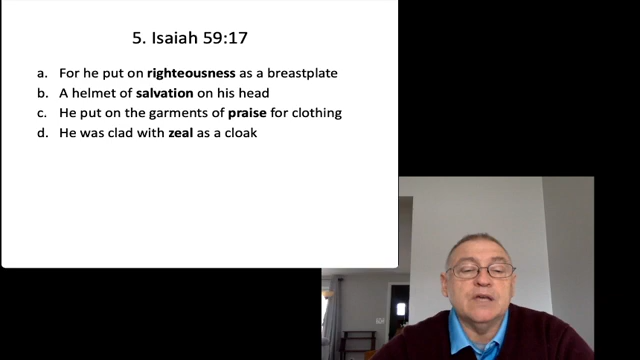 5. Isaiah 59:17
a. For he put on righteousness as a breastplate
b. A helmet of salvation on his head
c. He put on the garments of praise for clothing
d. He was clad with zeal as a cloak